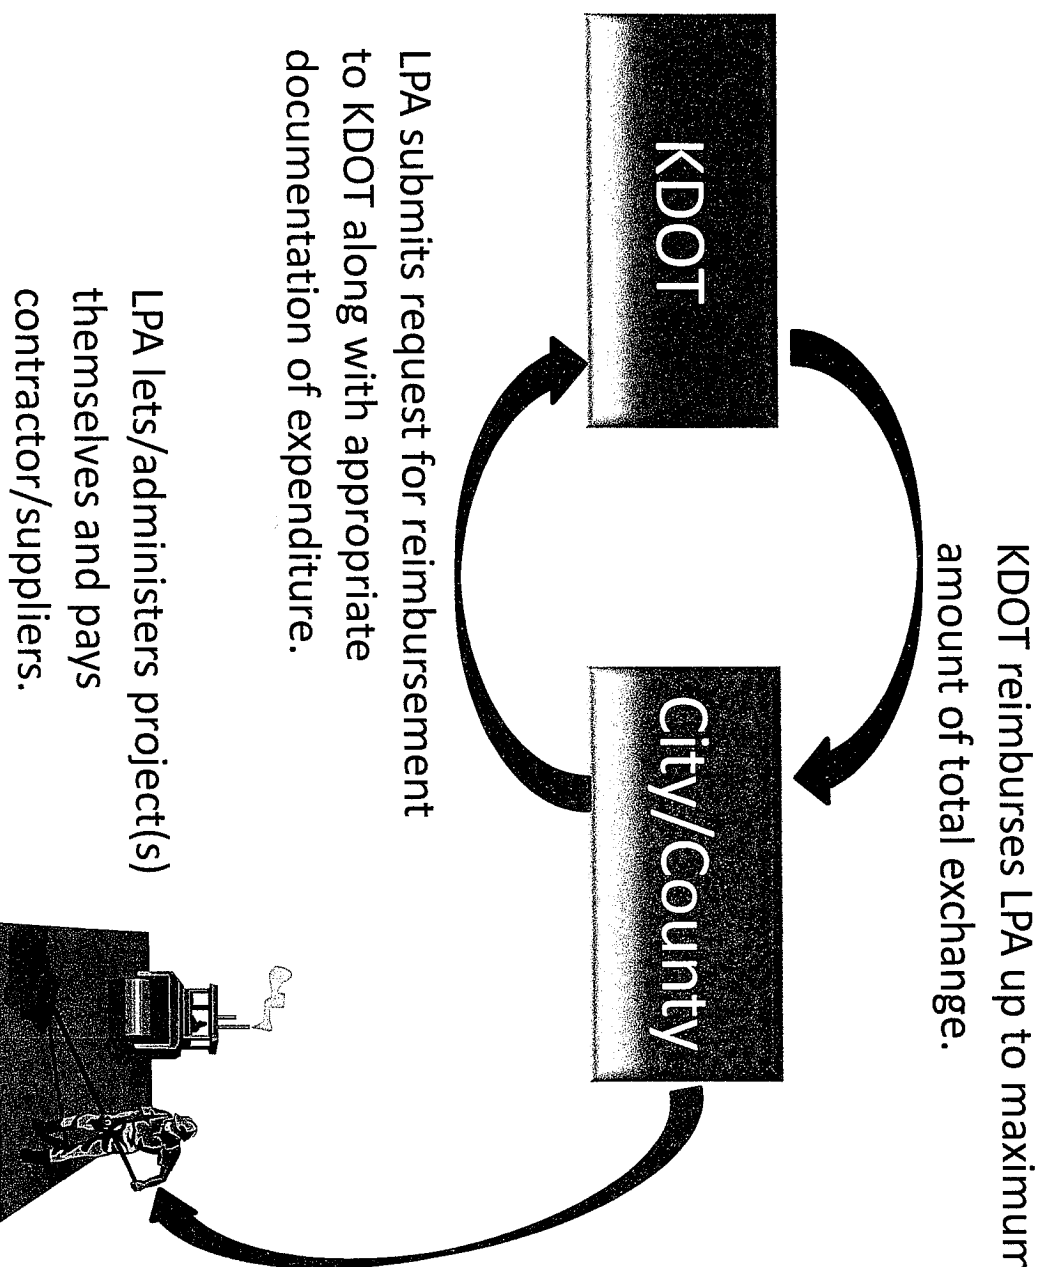 KDOT reimburses LPA up to maximum
amount of total exchange.
KDOT
City/County
LPA submits request for reimbursement
to KDOT along with appropriate
documentation of expenditure.
LPA lets/administers project(s)
themselves and pays
contractor/suppliers.